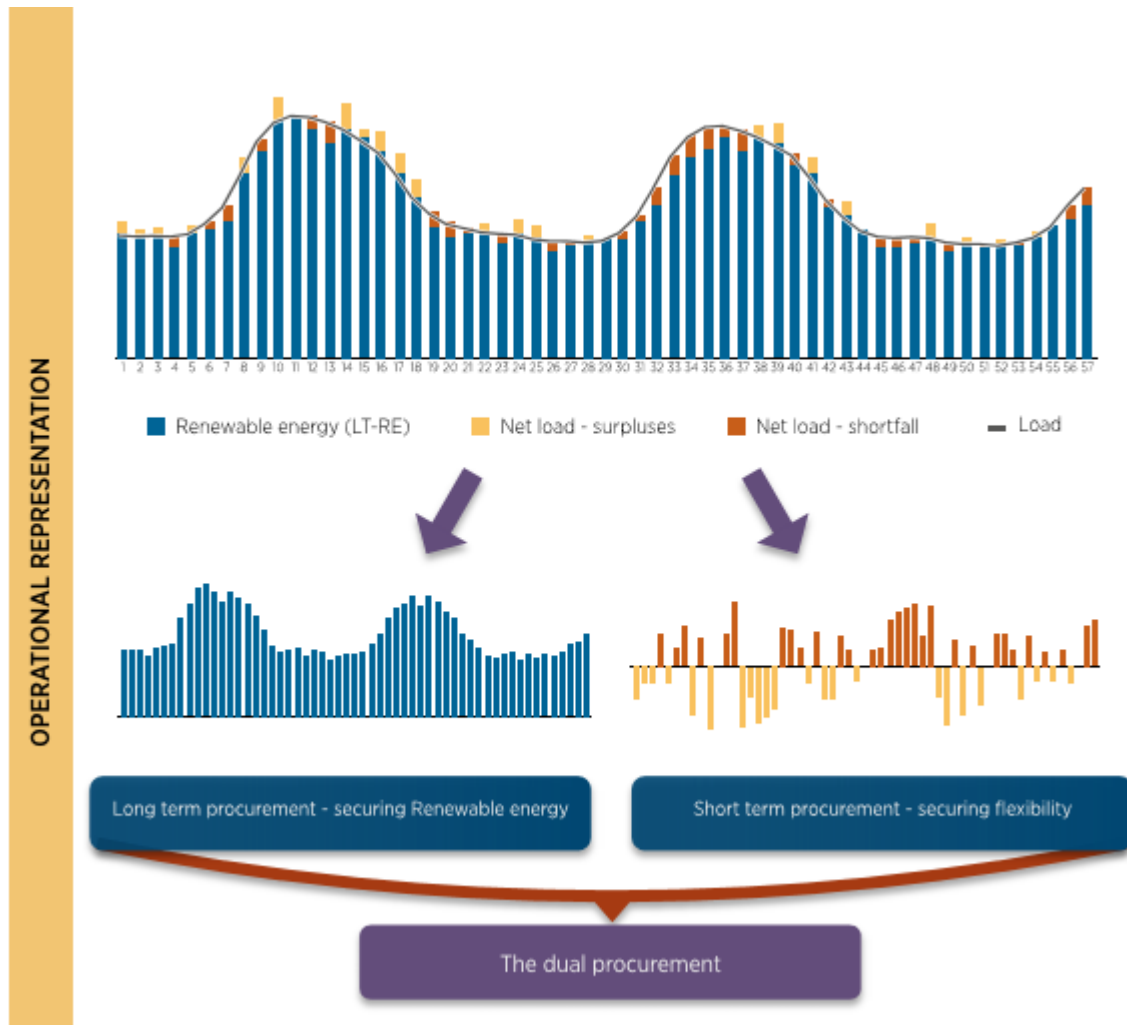 OPERATIONAL REPRESENTATION
1 2 3 4 5 6 7 8 9 10 11 12 13 14 15 16 17 18 19 20 21 22 23 24 25 26 27 28 29 30 31 32 33 34 35 36 37 38 39 40 41 42 43 44 45 46 47 48 49 50 51 52 53 54 55 56 57
Renewable energy (LT-RE) Net load - surpluses Net load - shortfall Load
Long term procurement - securing Renewable energy
Short term procurement - securing flexibility
The dual procurement